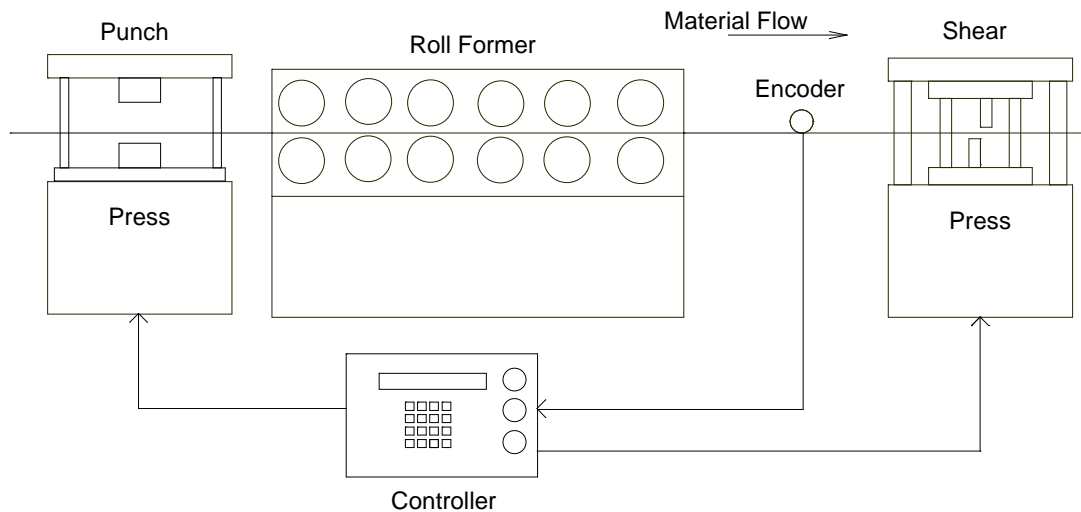 Punch
Roll Former
Material Flow
Shear
Encoder
Press
Press
Controller